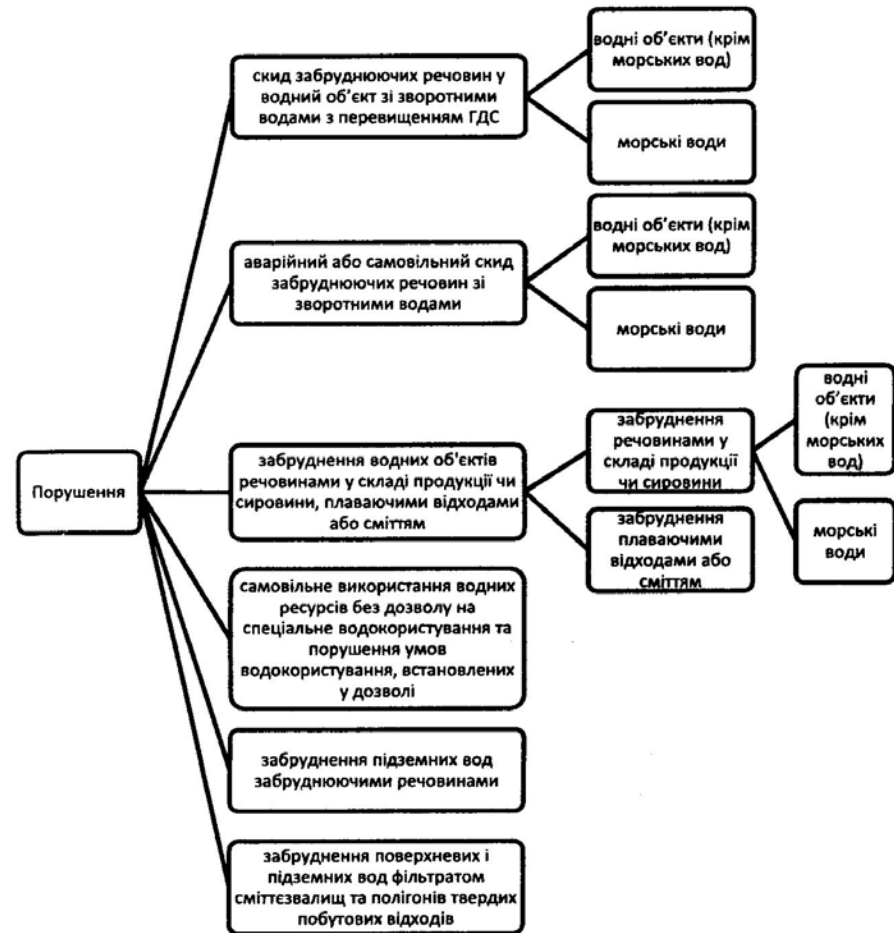 водні об’єкти (крім
морських вод)
скид забруднюючих речовин у
водний об’єкт зі зворотними
водами з перевищенням ГДС
морські води
водні об’єкти (крім
морських вод)
аварійний або самовільний скид
забруднюючих речовин зі
зворотними водами
морські води
водні
об’єкти
(крім
морських
вод)
забруднення
речовинами у
складі продукції
чи сировини
забруднення водних об'єктів
речовинами у складі продукції чи
сировини, плаваючими відходами
або сміттям
Порушення
забруднення
плаваючими
відходами або
сміттям
морські
води
самовільне використання водних
ресурсів без дозволу на
спеціальне водокористування та
порушення умов
водокористування, встановлених
у дозволі
забруднення підземних вод
забруднюючими речовинами
забруднення поверхневих і
підземних вод фільтратом
сміттєзвалищ та полігонів твердих
побутових відходів